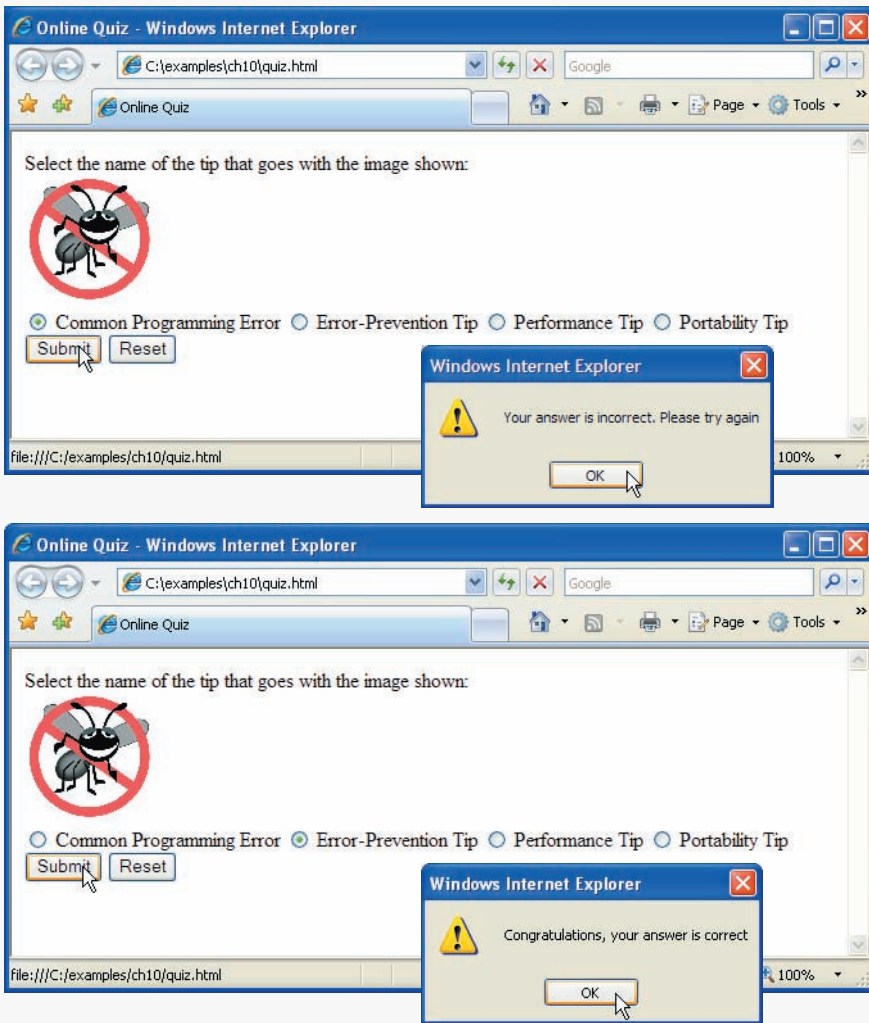 Online Quiz - Windows Internet Explorer
C:\examples\ch10\quiz.html
Google
Online Quiz
Page
Tools
»
Select the name of the tip that goes with the image shown:
Common Programming Error Error-Prevention Tip Performance Tip Portability Tip
Submit Reset
Windows Internet Explorer
Your answer is incorrect. Please try again
OK
file:///C:/examples/ch10/quiz.html
100%
Online Quiz - Windows Internet Explorer
C:\examples\ch10\quiz.html
Google
Online Quiz
Page
Tools
»
Select the name of the tip that goes with the image shown:
Common Programming Error Error-Prevention Tip Performance Tip Portability Tip
Submit Reset
Windows Internet Explorer
Congratulations, your answer is correct
OK
file:///C:/examples/ch10/quiz.html
100%